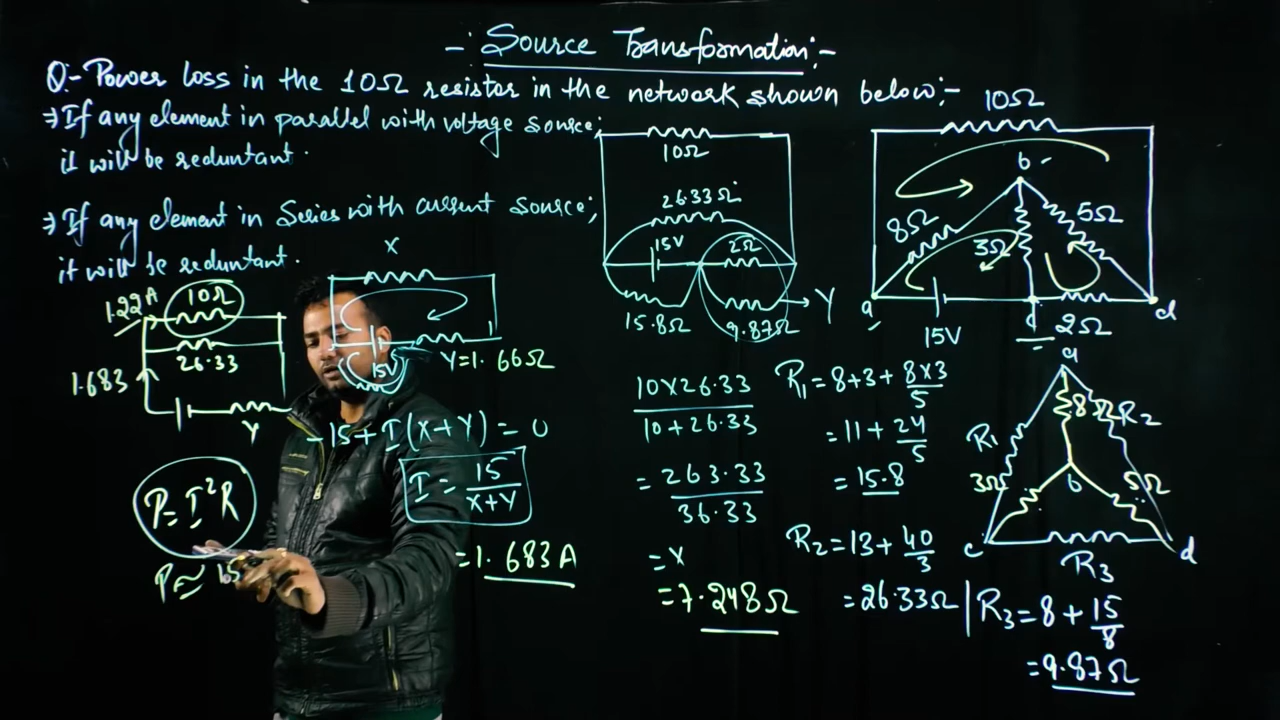 -: Source Transformation:-
Q:- Power loss in the 10Ω resistor in the network shown below:-
⇒ If any element in parallel with voltage source;
it will be reduntant.
⇒ If any element in Series with current source;
it will be reduntant.
1.22A
10Ω
26.33
1.683
Y
P = I²R
P ≈ 15
X
15V
Y=1.66Ω
-15 + I(X+Y) = 0
I = 15/(X+Y)
= 1.683A
10Ω
26.33Ω
15V
2Ω
15.8Ω
9.87Ω
Y
(10X26.33)/(10+26.33)
= 263.33/36.33
= X
= 7.248Ω
10Ω
b
8Ω
3Ω
5Ω
a
c
d
15V
2Ω
R₁ = 8+3+ (8X3)/5
= 11 + 24/5
= 15.8
R₂ = 13 + 40/3
= 26.33Ω
a
8Ω
R₂
R₁
3Ω
b
5Ω
c
d
R₃
R₃ = 8 + 15/8
= 9.87Ω